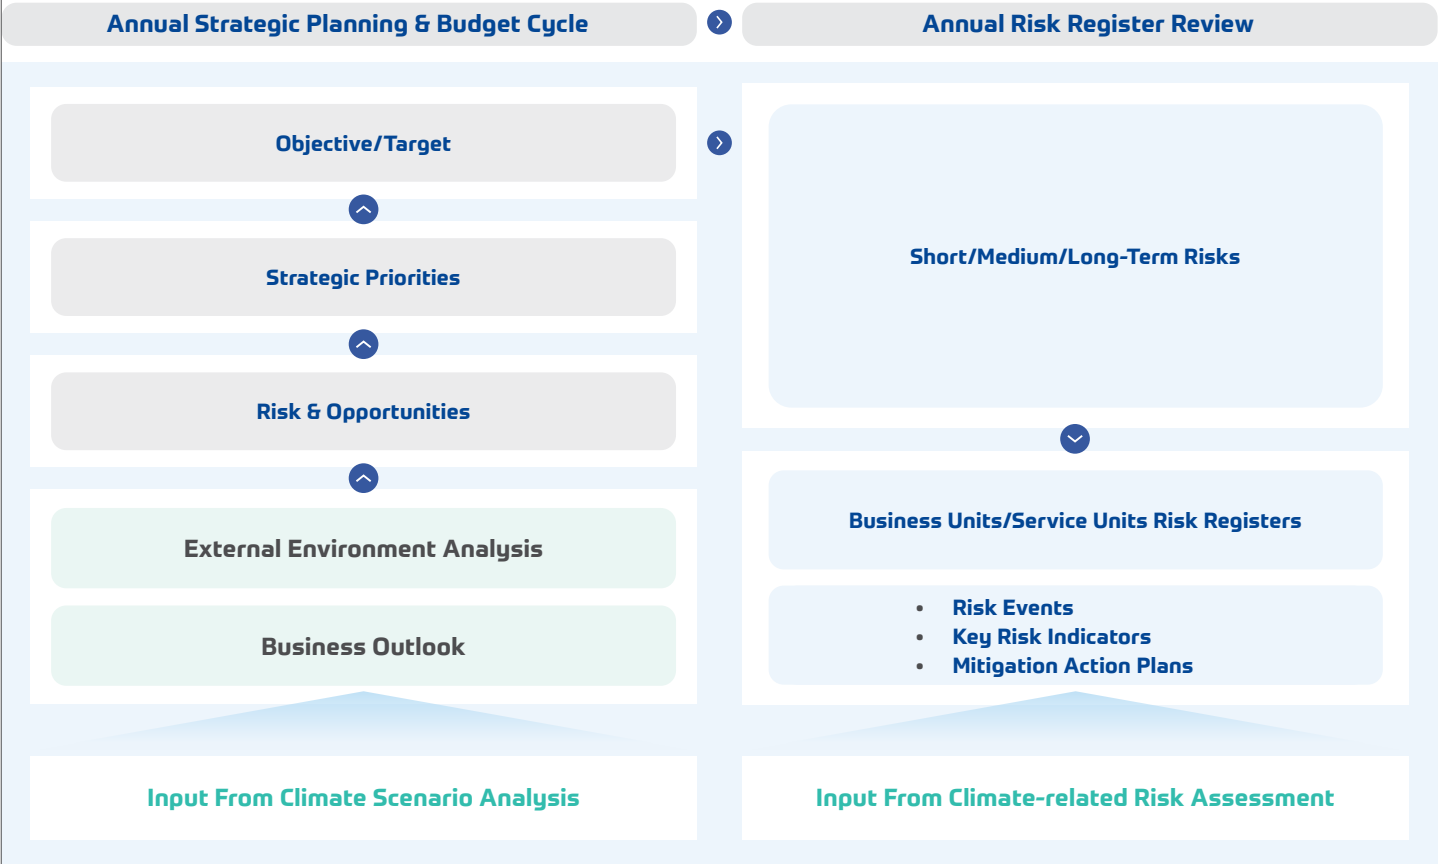 Annual Strategic Planning & Budget Cycle
Annual Risk Register Review
Objective/Target
Strategic Priorities
Risk & Opportunities
External Environment Analysis
Business Outlook
Input From Climate Scenario Analysis
Short/Medium/Long-Term Risks
Business Units/Service Units Risk Registers
• Risk Events
• Key Risk Indicators
• Mitigation Action Plans
Input From Climate-related Risk Assessment